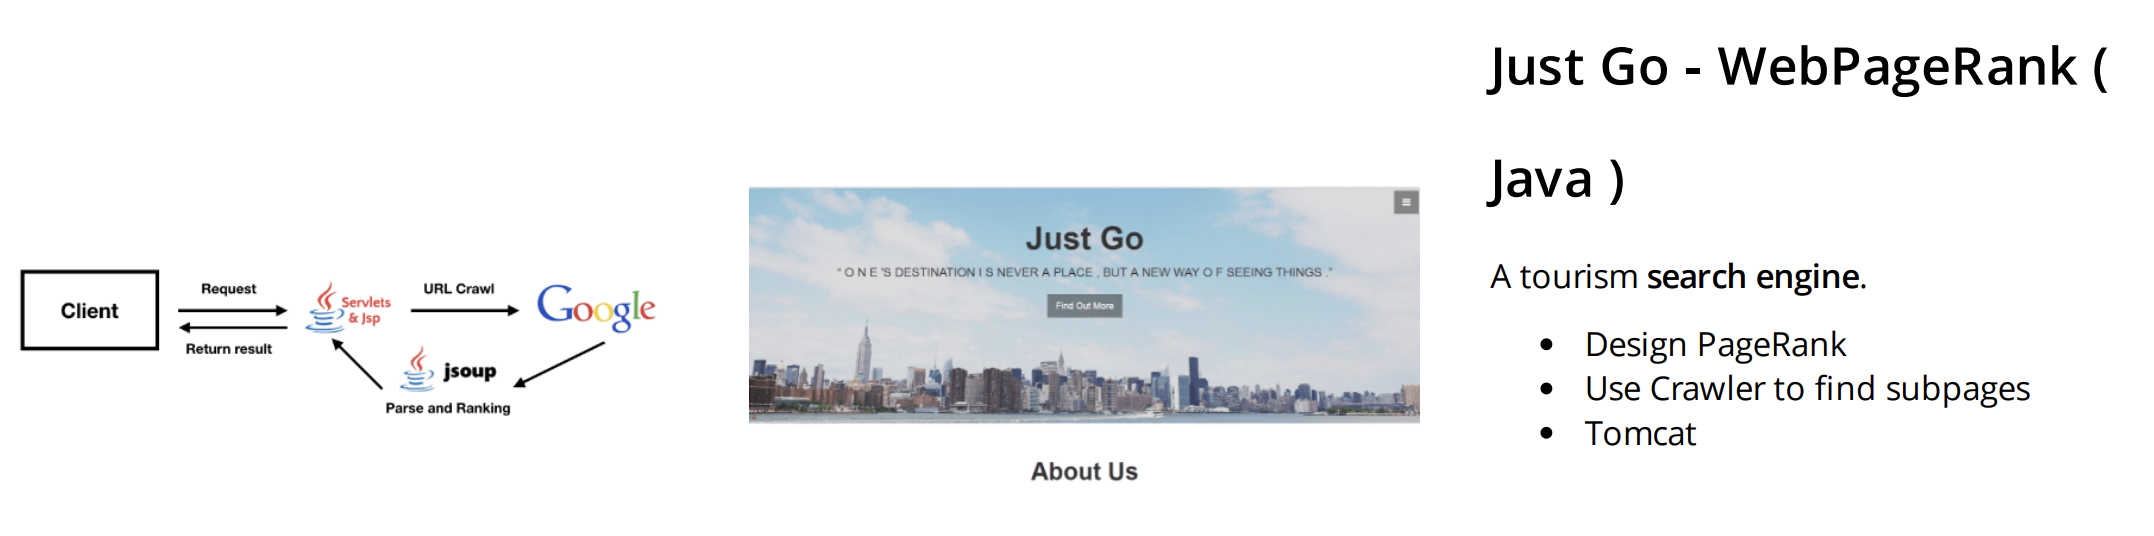 Client
Request
Return result
Servlets
& Jsp
URL Crawl
Google
jsoup
Parse and Ranking
Just Go
" O N E 'S DESTINATION I S NEVER A PLACE , BUT A NEW WAY O F SEEING THINGS ."
Find Out More
About Us
Just Go - WebPageRank (
Java )
A tourism search engine.
• Design PageRank
• Use Crawler to find subpages
• Tomcat